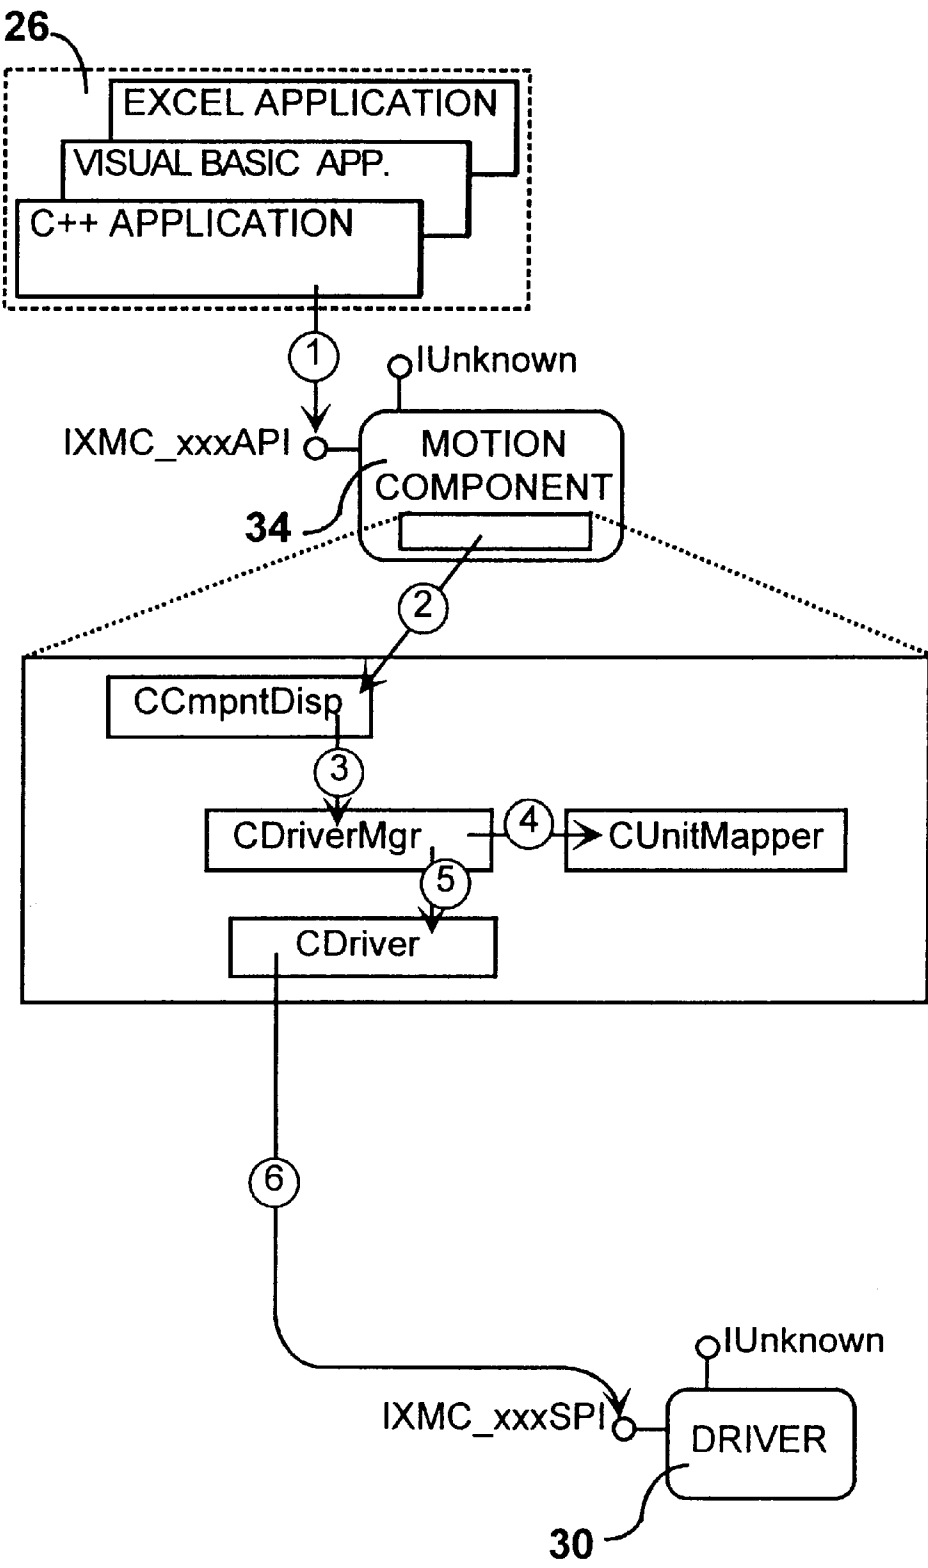 26
EXCEL APPLICATION
VISUAL BASIC APP.
C++ APPLICATION
1
IUnknown
IXMC_xxxAPI
MOTION
COMPONENT
34
2
CCmpntDisp
3
CDriverMgr
4
CUnitMapper
5
CDriver
6
IUnknown
IXMC_xxxSPI
DRIVER
30